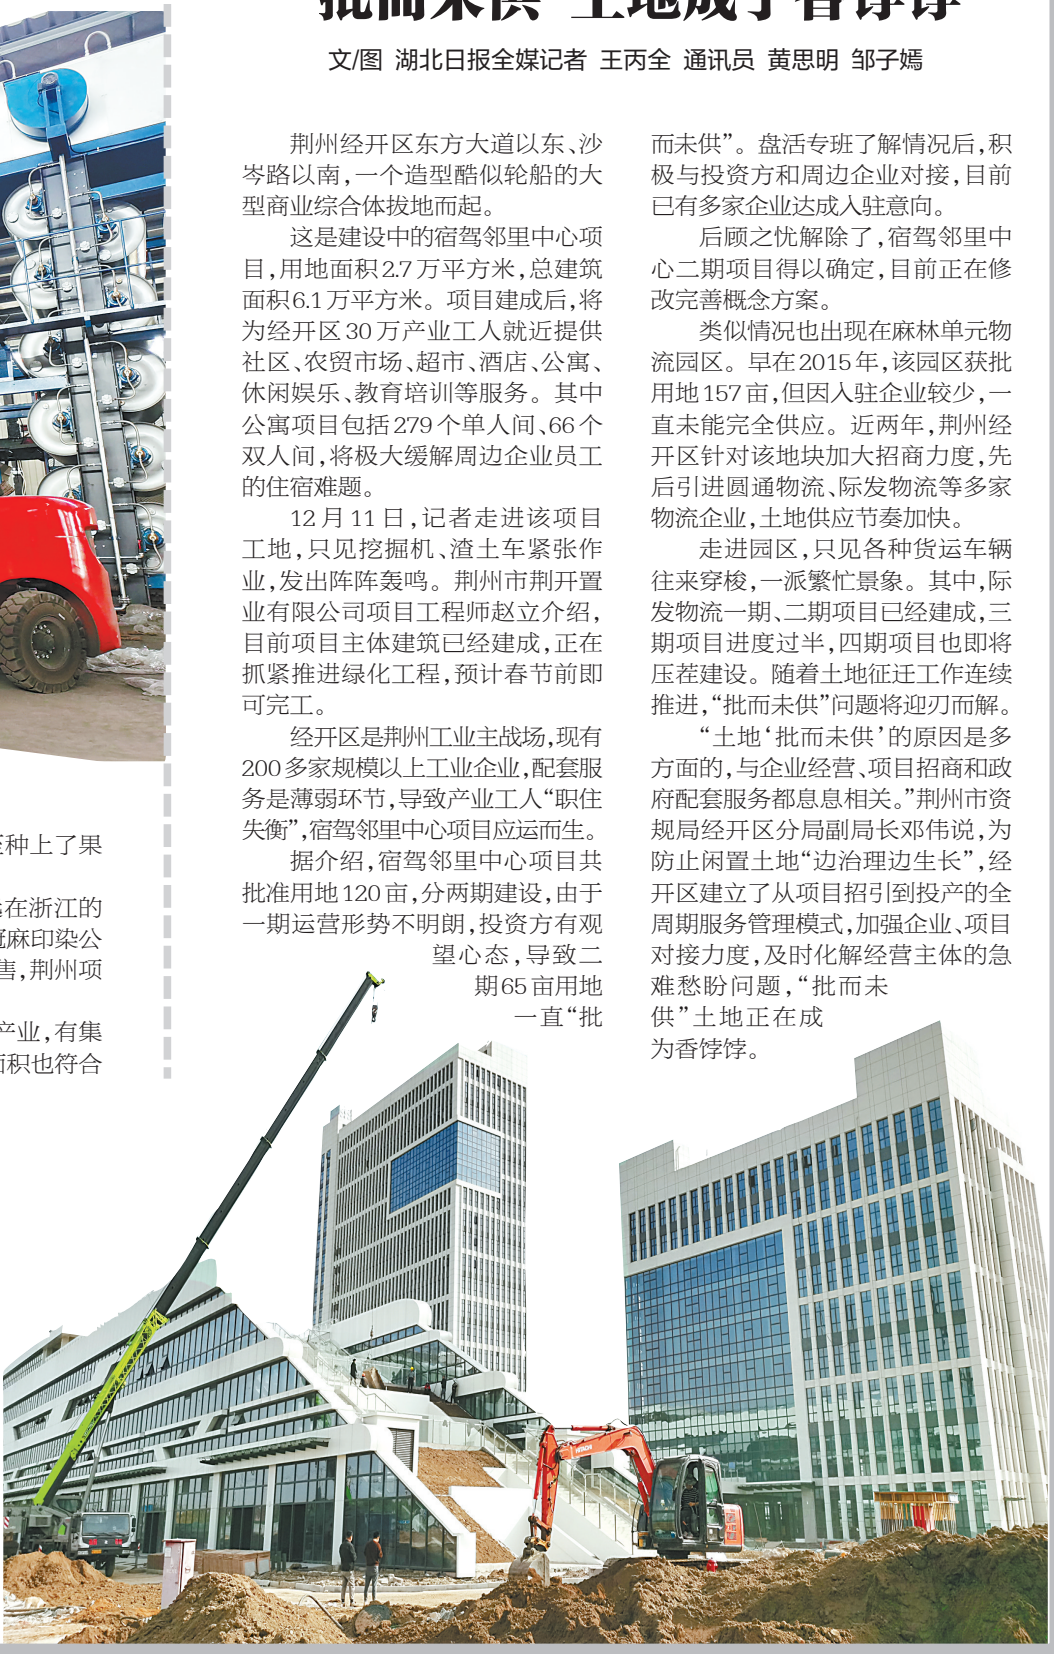 批而未供 土地成了香饽饽
文/图 湖北日报全媒记者 王丙全 通讯员 黄思明 邹子嫣
荆州经开区东方大道以东、沙
岑路以南，一个造型酷似轮船的大
型商业综合体拔地而起。
这是建设中的宿驾邻里中心项
目，用地面积2.7万平方米，总建筑
面积6.1万平方米。项目建成后，将
为经开区30万产业工人就近提供
社区、农贸市场、超市、酒店、公寓、
休闲娱乐、教育培训等服务。其中
公寓项目包括279个单人间、66个
双人间，将极大缓解周边企业员工
的住宿难题。
12月11日，记者走进该项目
工地，只见挖掘机、渣土车紧张作
业，发出阵阵轰鸣。荆州市荆开置
业有限公司项目工程师赵立介绍，
目前项目主体建筑已经建成，正在
抓紧推进绿化工程，预计春节前即
可完工。
经开区是荆州工业主战场，现有
200多家规模以上工业企业，配套服
务是薄弱环节，导致产业工人“职住
失衡”，宿驾邻里中心项目应运而生。
据介绍，宿驾邻里中心项目共
批准用地120亩，分两期建设，由于
一期运营形势不明朗，投资方有观
望心态，导致二
期65亩用地
一直“批
而未供”。盘活专班了解情况后，积
极与投资方和周边企业对接，目前
已有多家企业达成入驻意向。
后顾之忧解除了，宿驾邻里中
心二期项目得以确定，目前正在修
改完善概念方案。
类似情况也出现在麻林单元物
流园区。早在2015年，该园区获批
用地157亩，但因入驻企业较少，一
直未能完全供应。近两年，荆州经
开区针对该地块加大招商力度，先
后引进圆通物流、际发物流等多家
物流企业，土地供应节奏加快。
走进园区，只见各种货运车辆
往来穿梭，一派繁忙景象。其中，际
发物流一期、二期项目已经建成，三
期项目进度过半，四期项目也即将
压茬建设。随着土地征迁工作连续
推进，“批而未供”问题将迎刃而解。
“土地‘批而未供’的原因是多
方面的，与企业经营、项目招商和政
府配套服务都息息相关。”荆州市资
规局经开区分局副局长邓伟说，为
防止闲置土地“边治理边生长”，经
开区建立了从项目招引到投产的全
周期服务管理模式，加强企业、项目
对接力度，及时化解经营主体的急
难愁盼问题，“批而未
供”土地正在成
为香饽饽。
种上了果
在浙江的
麻印染公
售，荆州项
产业，有集
面积也符合
HITACHI